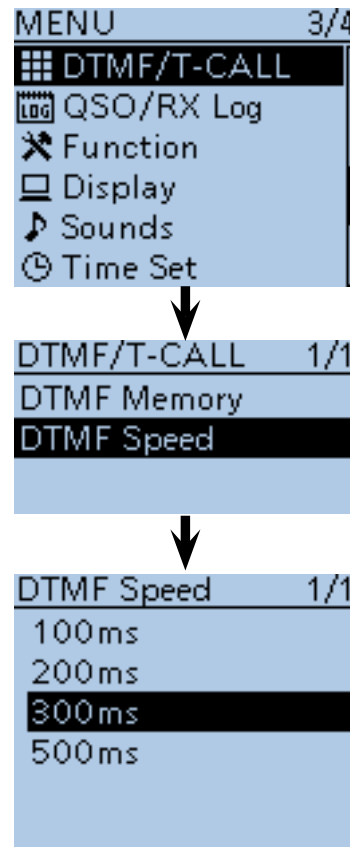 MENU 3/4
DTMF/T-CALL
LOG QSO/RX Log
Function
Display
Sounds
Time Set
DTMF/T-CALL 1/1
DTMF Memory
DTMF Speed
DTMF Speed 1/1
100ms
200ms
300ms
500ms